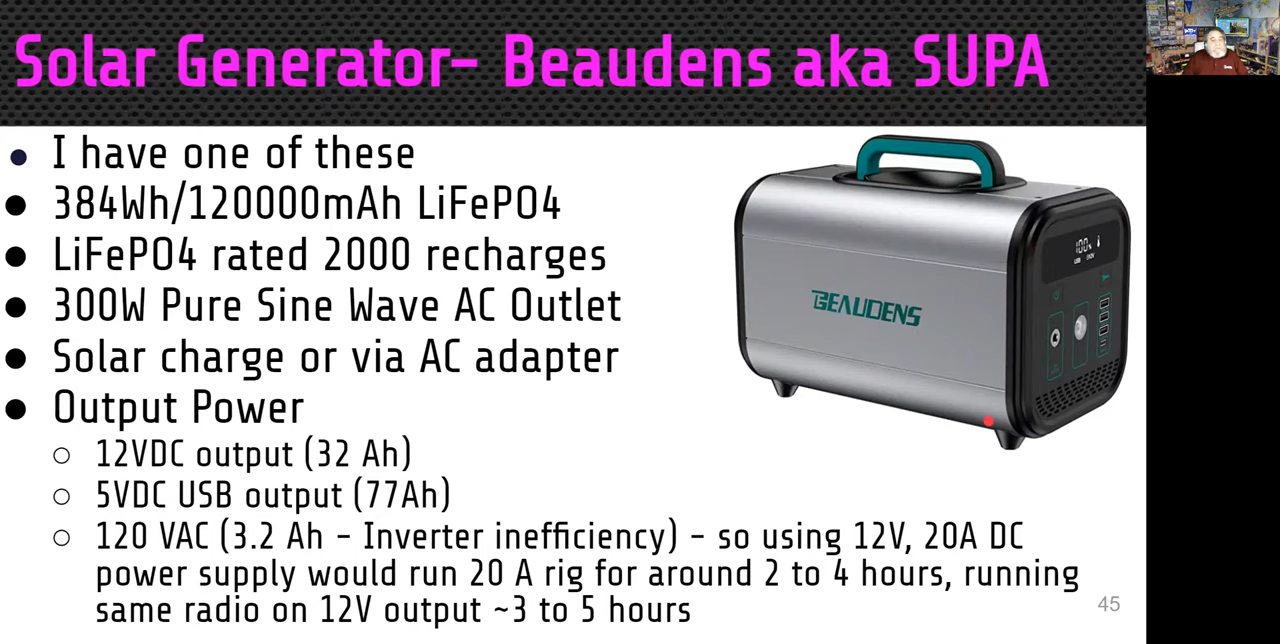 Solar Generator- Beaudens aka SUPA
• I have one of these
• 384Wh/120000mAh LiFePO4
• LiFePO4 rated 2000 recharges
• 300W Pure Sine Wave AC Outlet
• Solar charge or via AC adapter
• Output Power
○ 12VDC output (32 Ah)
○ 5VDC USB output (77Ah)
○ 120 VAC (3.2 Ah - Inverter inefficiency) - so using 12V, 20A DC
power supply would run 20 A rig for around 2 to 4 hours, running
same radio on 12V output ~3 to 5 hours
BEAUDENS
100%
45